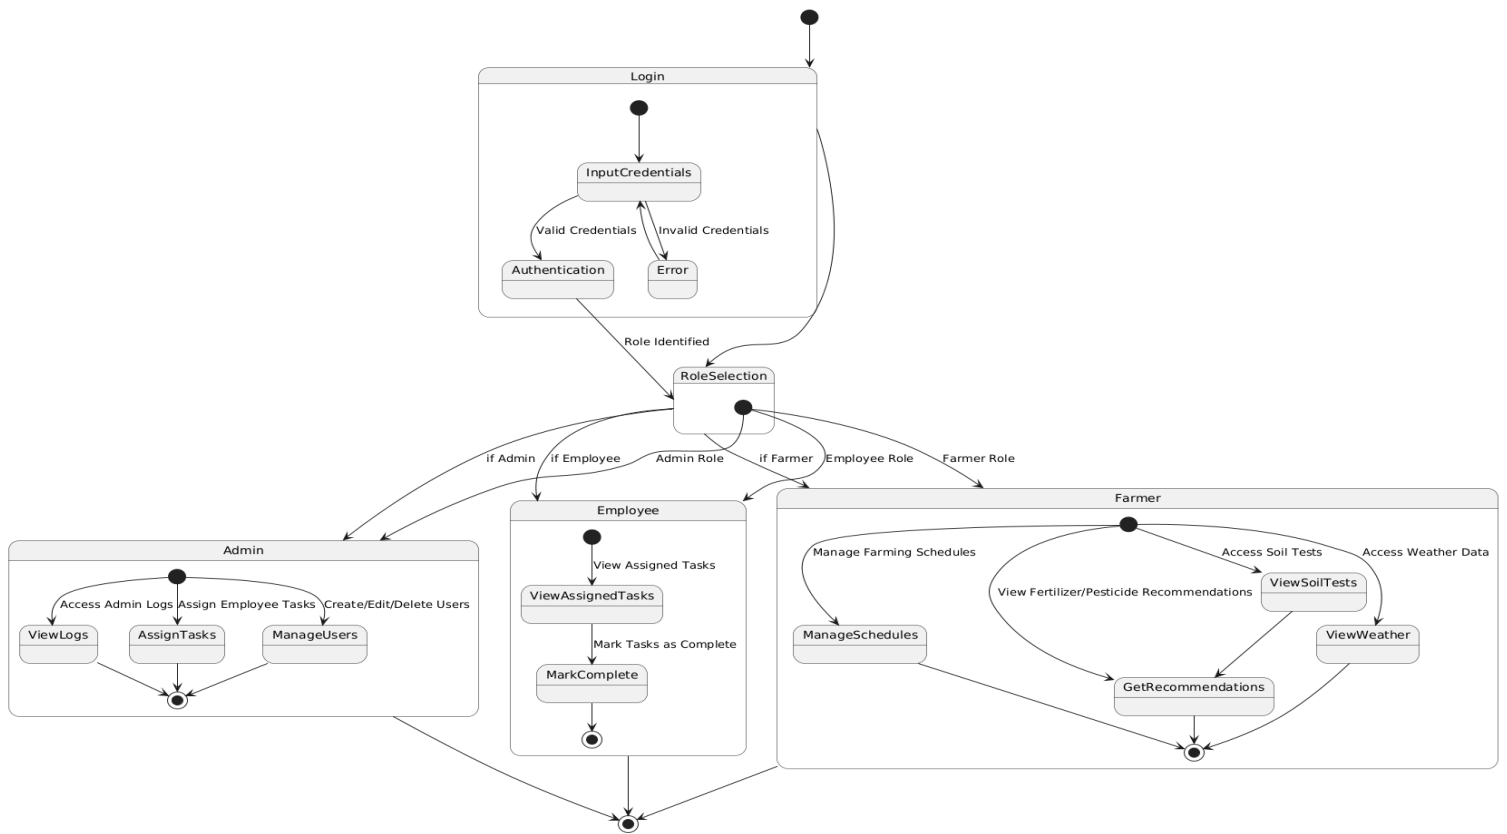 Login
InputCredentials
Valid Credentials
Invalid Credentials
Authentication
Error
Role Identified
RoleSelection
if Admin
if Employee
Admin Role
if Farmer
Employee Role
Farmer Role
Farmer
Employee
Admin
Manage Farming Schedules
Access Soil Tests
Access Weather Data
View Assigned Tasks
View Fertilizer/Pesticide Recommendations
ViewSoilTests
ViewAssignedTasks
Access Admin Logs
Assign Employee Tasks
Create/Edit/Delete Users
ViewLogs
AssignTasks
ManageUsers
ManageSchedules
ViewWeather
Mark Tasks as Complete
MarkComplete
GetRecommendations